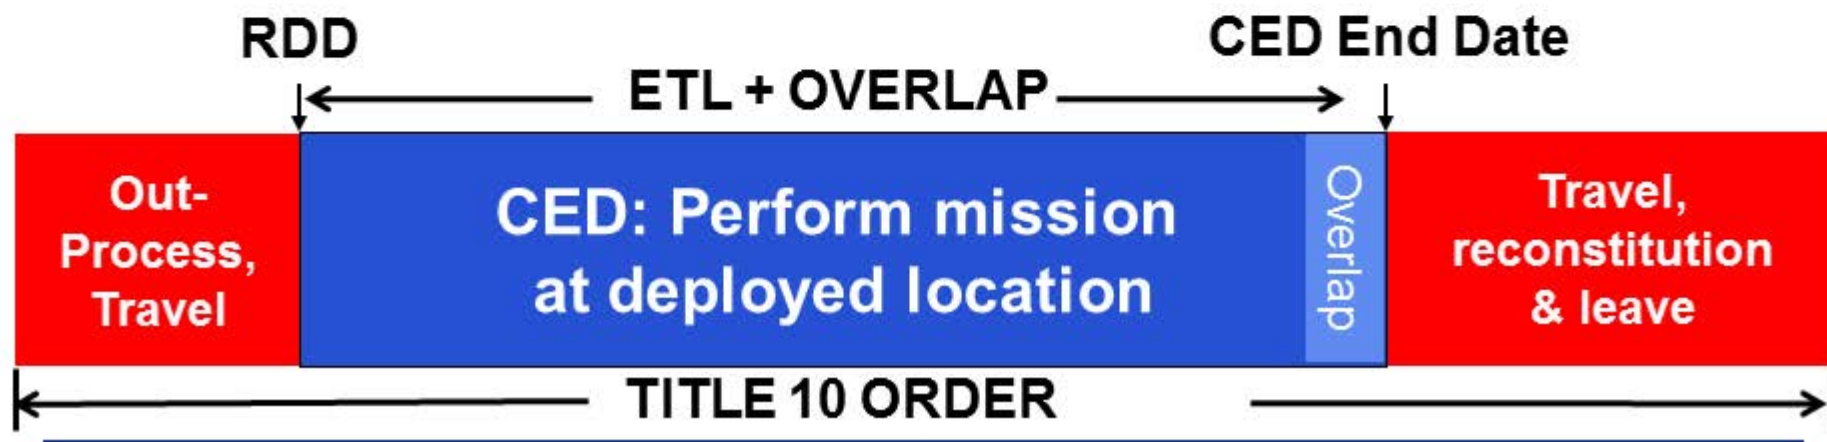 RDD
CED End Date
ETL + OVERLAP
Out-
Process,
Travel
CED: Perform mission
at deployed location
Overlap
Travel,
reconstitution
& leave
TITLE 10 ORDER